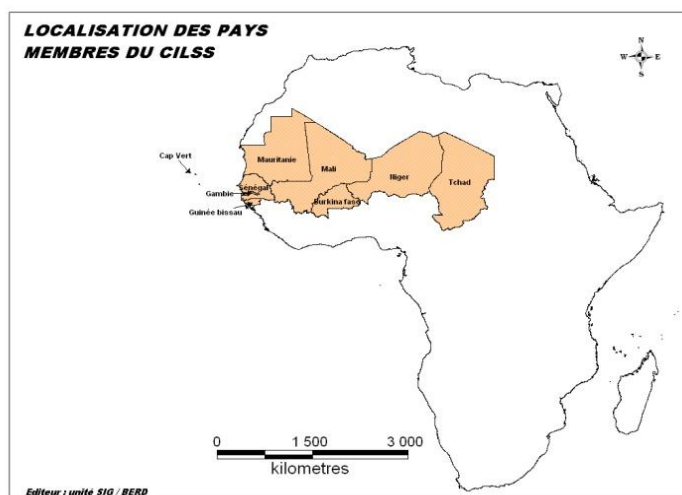 LOCALISATION DES PAYS
MEMBRES DU CILSS
N
W E
S
Cap Vert
Mauritanie
Mali
Niger
Tchad
Sénégal
Gambie
Burkina faso
Guinée bissau
0 1 500 3 000
kilometres
Editeur : unité SIG / BERD